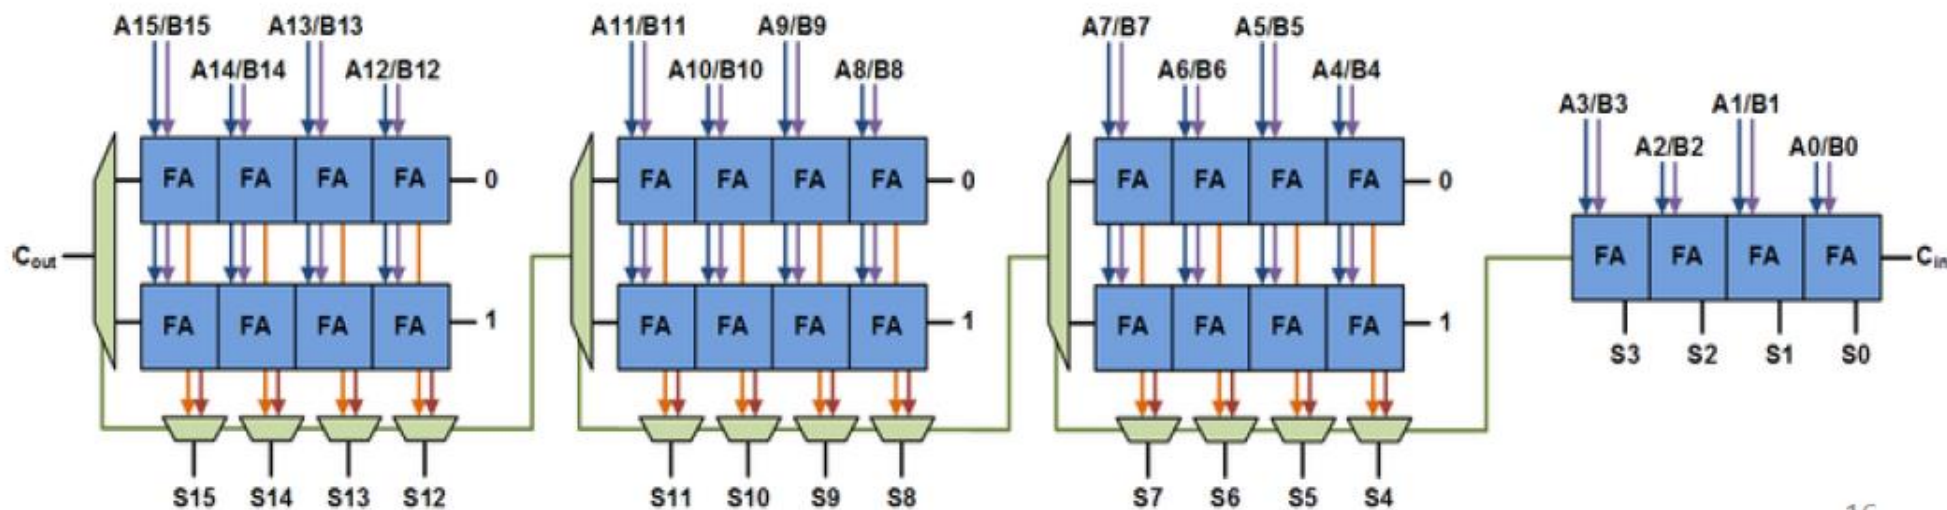 A15/B15 A13/B13 A11/B11 A9/B9 A7/B7 A5/B5
A14/B14 A12/B12 A10/B10 A8/B8 A6/B6 A4/B4
A3/B3 A1/B1
A2/B2 A0/B0
FA FA FA FA 0 FA FA FA FA 0 FA FA FA FA 0
Cout FA FA FA FA Cin
FA FA FA FA 1 FA FA FA FA 1 FA FA FA FA 1
S3 S2 S1 S0
S15 S14 S13 S12 S11 S10 S9 S8 S7 S6 S5 S4